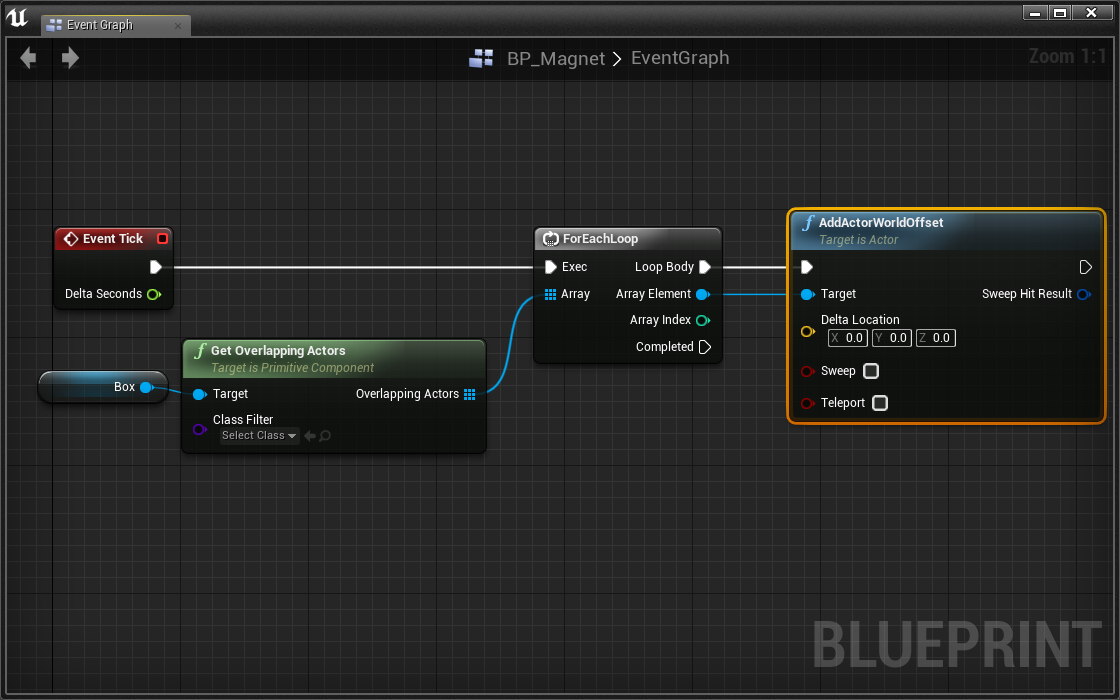 Event Graph
BP_Magnet > EventGraph
Zoom 1:1
Event Tick
Delta Seconds
Box
Get Overlapping Actors
Target is Primitive Component
Target
Overlapping Actors
Class Filter
Select Class
ForEachLoop
Exec
Loop Body
Array
Array Element
Array Index
Completed
AddActorWorldOffset
Target is Actor
Target
Sweep Hit Result
Delta Location
X 0.0 Y 0.0 Z 0.0
Sweep
Teleport
BLUEPRINT